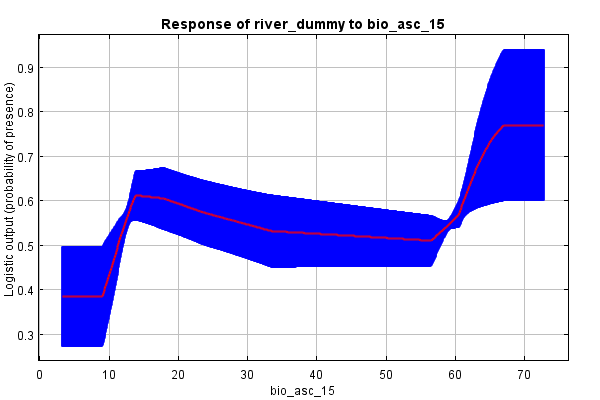 Response of river_dummy to bio_asc_15
Logistic output (probability of presence)
0.9
0.8
0.7
0.6
0.5
0.4
0.3
0 10 20 30 40 50 60 70
bio_asc_15